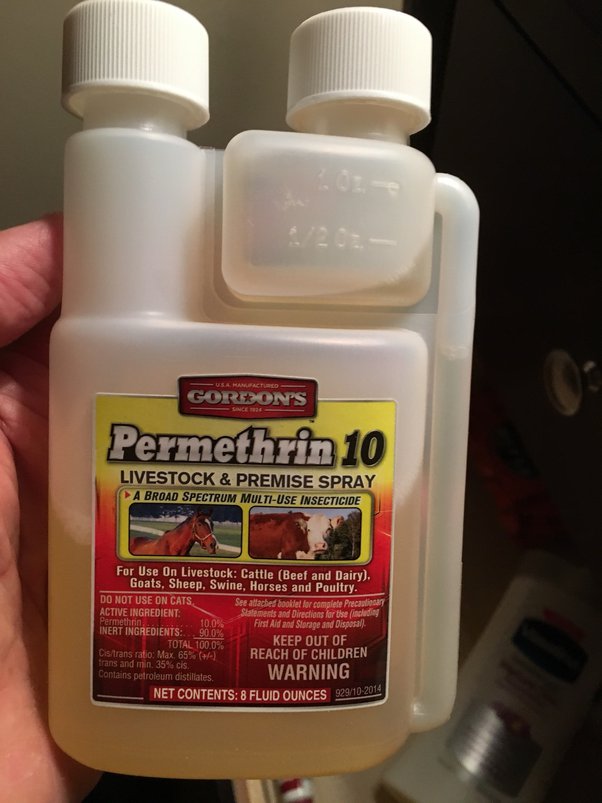 1 Oz.
1/2 Oz.
U.S.A. MANUFACTURED
GORDON'S
SINCE 1924
Permethrin 10
LIVESTOCK & PREMISE SPRAY
A BROAD SPECTRUM MULTI-USE INSECTICIDE
For Use On Livestock: Cattle (Beef and Dairy),
Goats, Sheep, Swine, Horses and Poultry.
DO NOT USE ON CATS.
ACTIVE INGREDIENT:
Permethrin . . . . . . . . . . 10.0%
INERT INGREDIENTS: . . . 90.0%
TOTAL 100.0%
Cis/trans ratio: Max. 65% (+/-)
trans and min. 35% cis.
Contains petroleum distillates.
See attached booklet for complete Precautionary
Statements and Directions for Use (including
First Aid and Storage and Disposal).
KEEP OUT OF
REACH OF CHILDREN
WARNING
NET CONTENTS: 8 FLUID OUNCES
929/10-2014